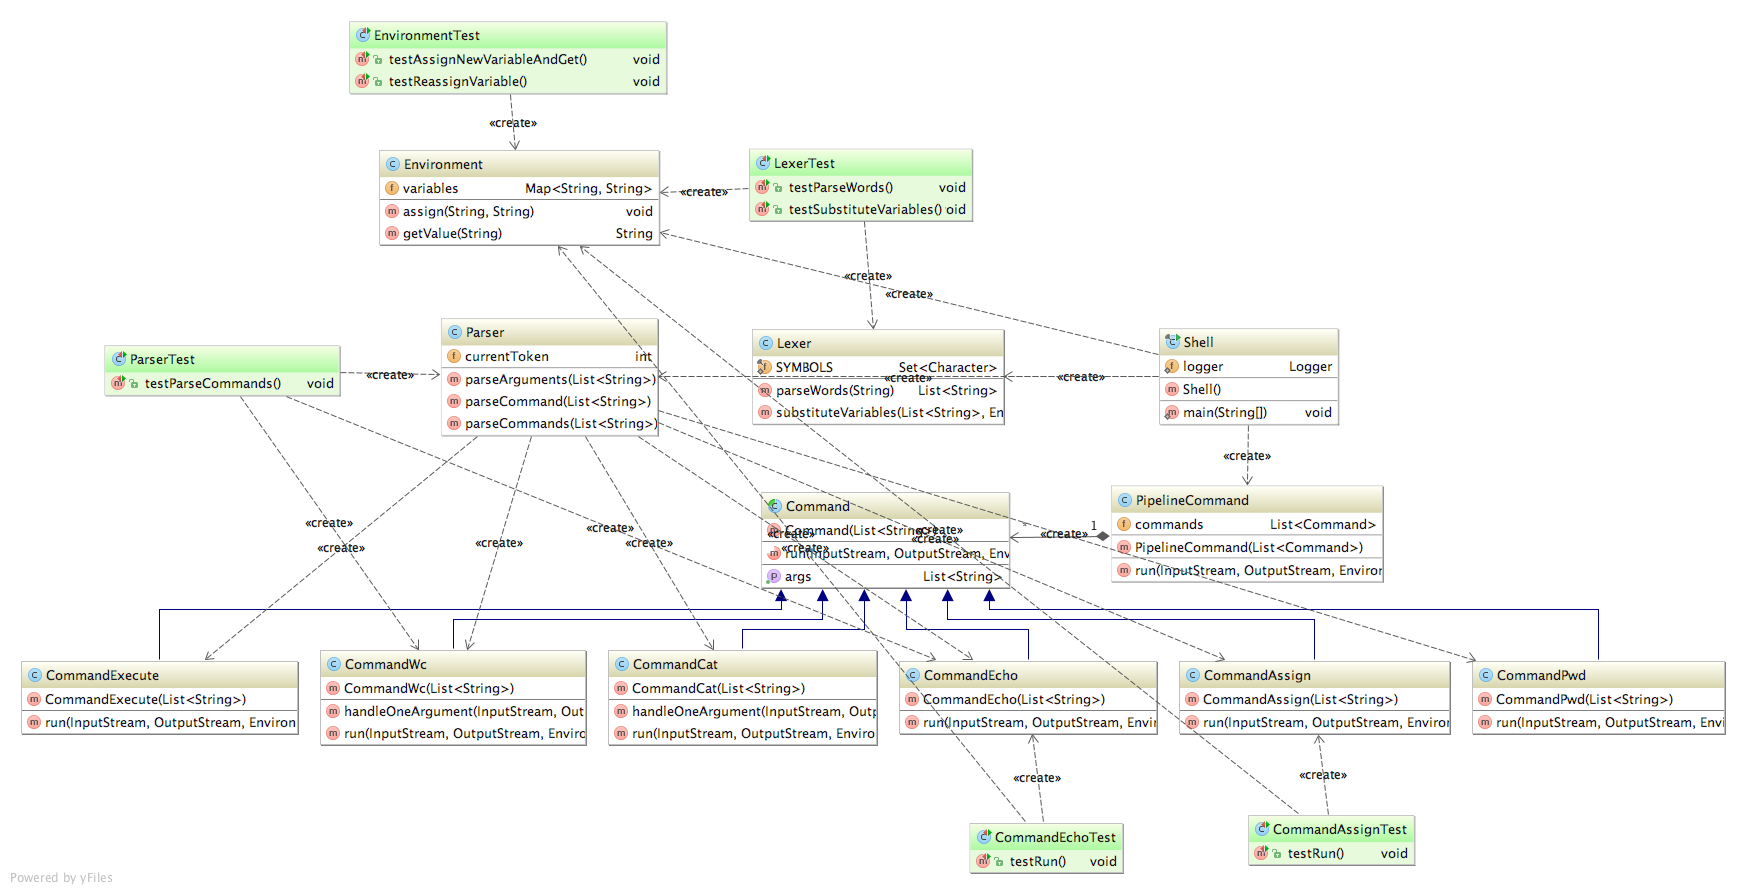 EnvironmentTest
testAssignNewVariableAndGet() void
testReassignVariable() void
«create»
Environment
variables Map<String, String>
assign(String, String) void
getValue(String) String
LexerTest
testParseWords() void
testSubstituteVariables() oid
«create»
«create»
«create»
Parser
currentToken int
parseArguments(List<String>)
parseCommand(List<String>)
parseCommands(List<String>)
ParserTest
testParseCommands() void
«create»
Lexer
SYMBOLS Set<Character>
parseWords(String) List<String>
substituteVariables(List<String>, En
«create»
«create»
Shell
logger Logger
Shell()
main(String[]) void
«create»
Command
Command(List<String>)
run(InputStream, OutputStream, Env
args List<String>
PipelineCommand
commands List<Command>
PipelineCommand(List<Command>)
run(InputStream, OutputStream, Enviror
1
*
«create»
«create»
«create»
«create»
«create»
«create»
«create»
«create»
«create»
«create»
CommandExecute
CommandExecute(List<String>)
run(InputStream, OutputStream, Environ
CommandWc
CommandWc(List<String>)
handleOneArgument(InputStream, Out
run(InputStream, OutputStream, Enviro
CommandCat
CommandCat(List<String>)
handleOneArgument(InputStream, Outp
run(InputStream, OutputStream, Enviro
CommandEcho
CommandEcho(List<String>)
run(InputStream, OutputStream, Envi
CommandAssign
CommandAssign(List<String>)
run(InputStream, OutputStream, Enviro
CommandPwd
CommandPwd(List<String>)
run(InputStream, OutputStream, Envi
«create»
«create»
CommandEchoTest
testRun() void
CommandAssignTest
testRun() void
Powered by yFiles